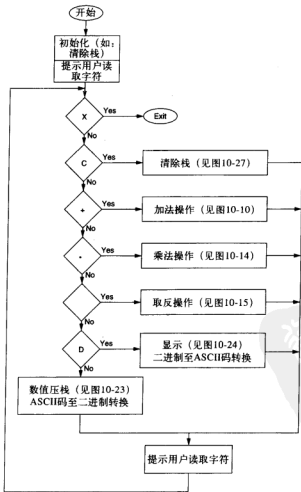 开始
初始化（如：
清除栈）
提示用户读
取字符
X
Yes
Exit
No
C
Yes
清除栈（见图10-27）
No
+
Yes
加法操作（见图10-10）
No
-
Yes
乘法操作（见图10-14）
No
Yes
取反操作（见图10-15）
No
D
Yes
显示（见图10-24）
二进制至ASCII码转换
No
数值压栈（见图10-23）
ASCII码至二进制转换
提示用户读取字符